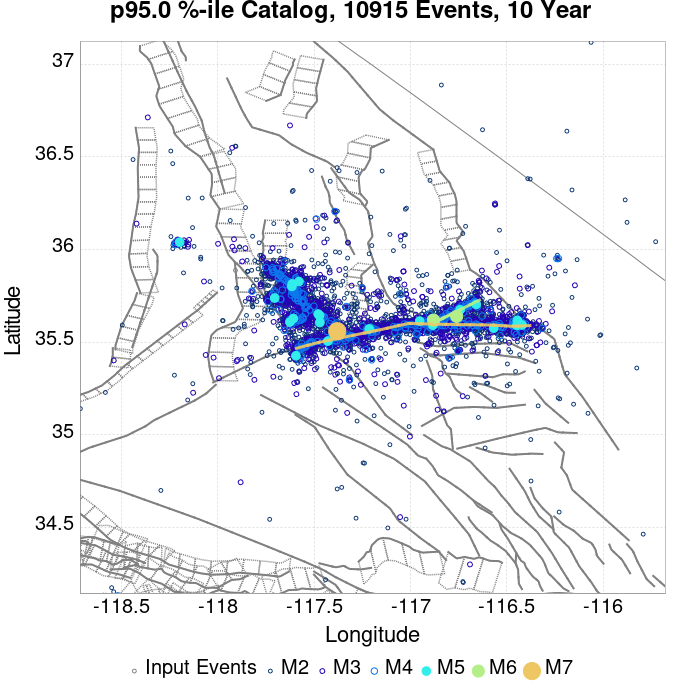 p95.0 %-ile Catalog, 10915 Events, 10 Year
37
36.5
36
35.5
35
34.5
Latitude
-118.5 -118 -117.5 -117 -116.5 -116
Longitude
Input Events M2 M3 M4 M5 M6 M7